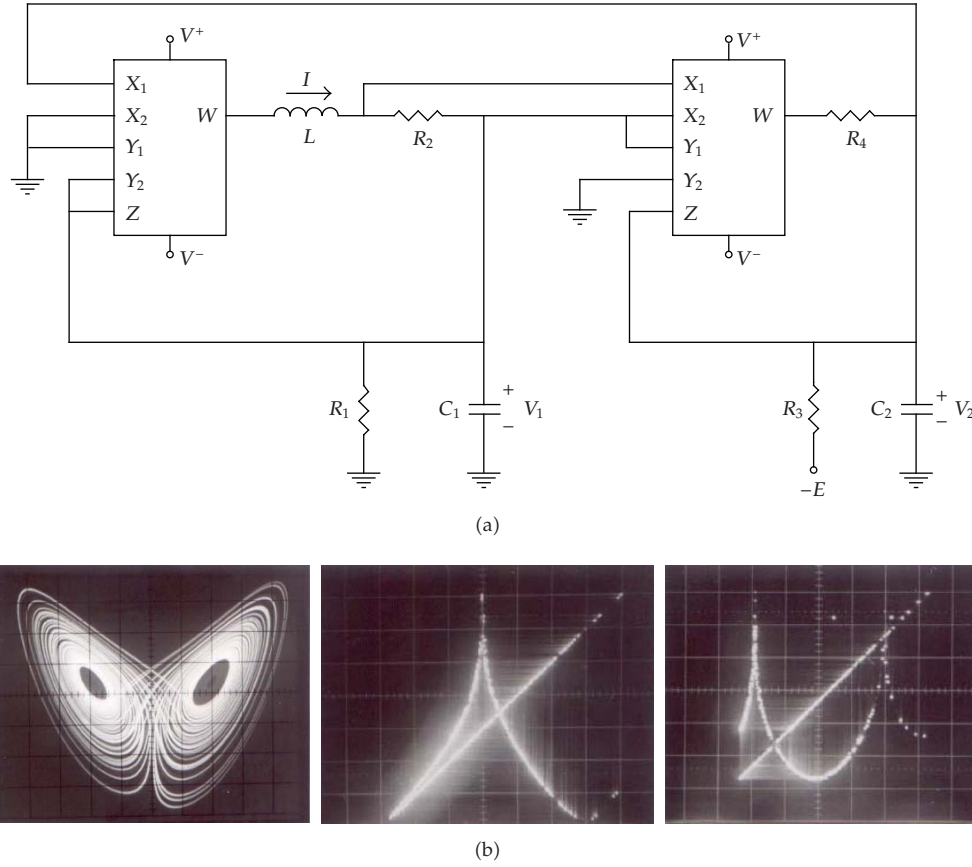 V+
V+
X1
X2
Y1
Y2
Z
W
V−
I
L
R2
X1
X2
Y1
Y2
Z
W
V−
R4
R1
C1
+
−
V1
R3
−E
C2
+
−
V2
(a)
(b)